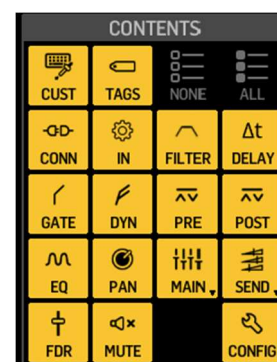 CONTENTS
CUST TAGS NONE ALL
CONN IN FILTER Δt DELAY
GATE DYN PRE POST
EQ PAN MAIN SEND
FDR MUTE CONFIG